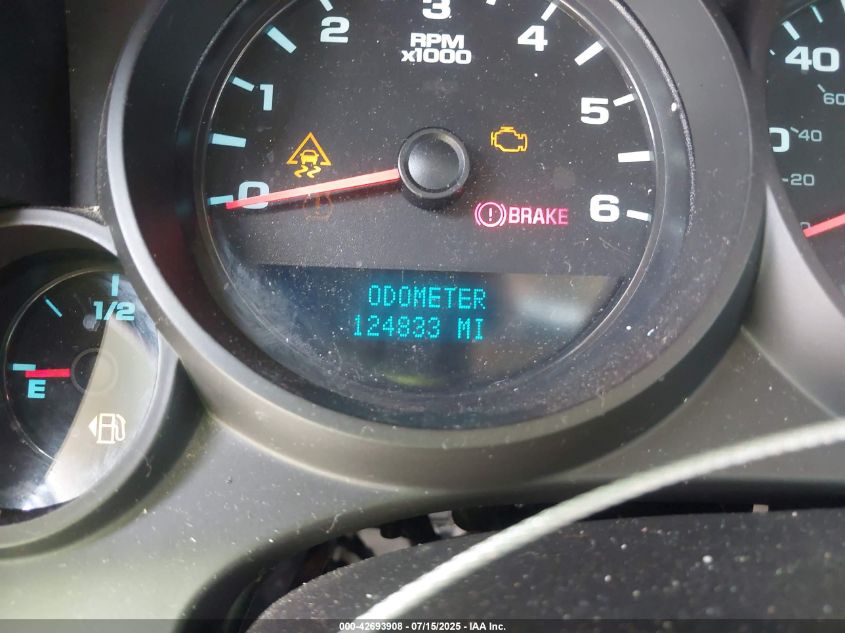 0 1 2 3 4 5 6
RPM
x1000
BRAKE
ODOMETER
124833 MI
1/2
E
40
60
40
20
000-42693908 - 07/15/2025 - IAA Inc.